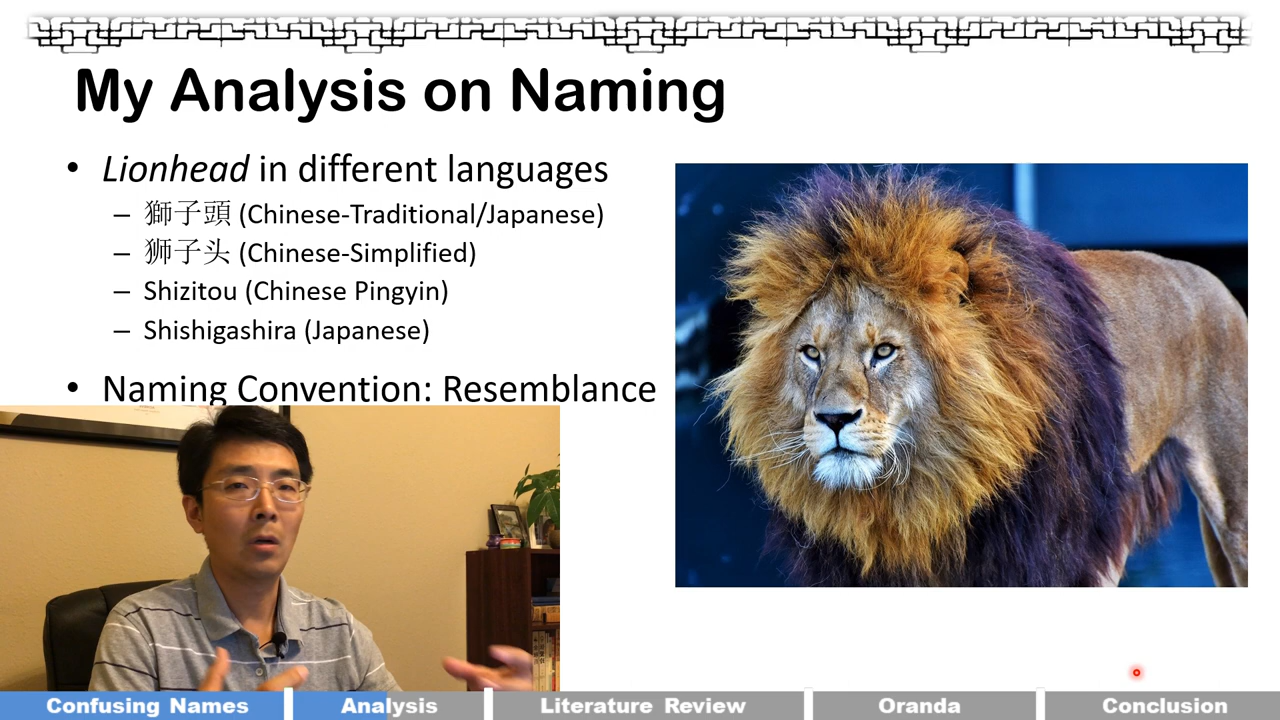 My Analysis on Naming
• Lionhead in different languages
– 獅子頭 (Chinese-Traditional/Japanese)
– 狮子头 (Chinese-Simplified)
– Shizitou (Chinese Pingyin)
– Shishigashira (Japanese)
• Naming Convention: Resemblance
Confusing Names
Analysis
Literature Review
Oranda
Conclusion